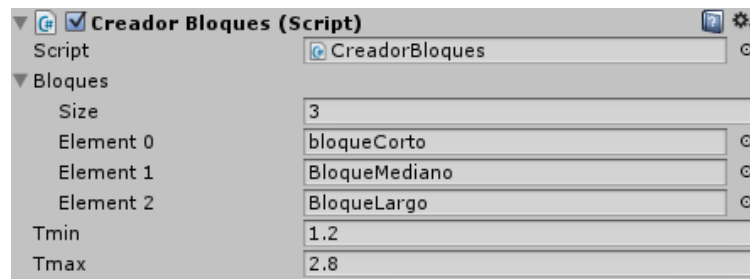 Creador Bloques (Script)
Script CreadorBloques
Bloques
Size 3
Element 0 bloqueCorto
Element 1 BloqueMediano
Element 2 BloqueLargo
Tmin 1.2
Tmax 2.8